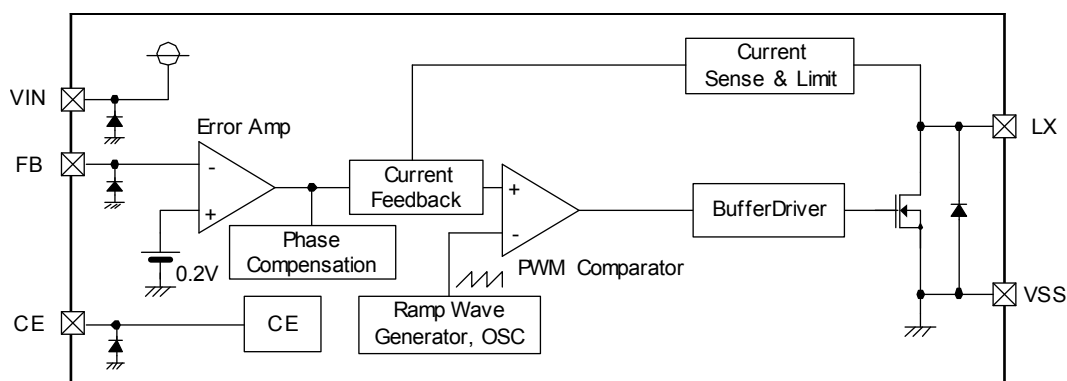 Current
Sense & Limit
VIN
LX
Error Amp
FB
-
+
Current
Feedback
+
-
BufferDriver
Phase
Compensation
0.2V
PWM Comparator
VSS
CE
CE
Ramp Wave
Generator, OSC